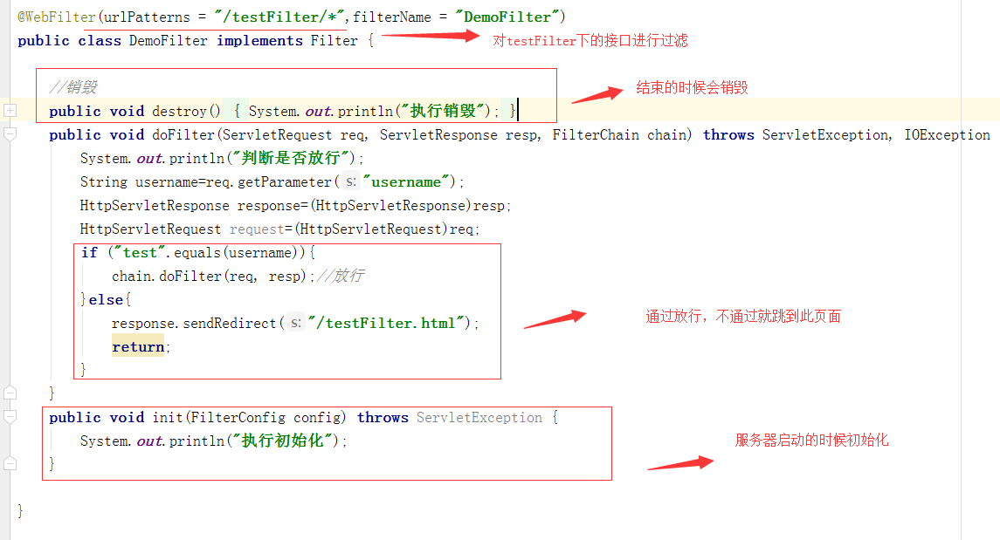 @WebFilter(urlPatterns = "/testFilter/*",filterName = "DemoFilter")
public class DemoFilter implements Filter {
对testFilter下的接口进行过滤
//销毁
结束的时候会销毁
public void destroy() { System.out.println("执行销毁"); }
public void doFilter(ServletRequest req, ServletResponse resp, FilterChain chain) throws ServletException, IOException
System.out.println("判断是否放行");
String username=req.getParameter( s: "username");
HttpServletResponse response=(HttpServletResponse)resp;
HttpServletRequest request=(HttpServletRequest)req;
if ("test".equals(username)){
chain.doFilter(req, resp);//放行
}else{
通过放行，不通过就跳到此页面
response.sendRedirect( s: "/testFilter.html");
return;
}
}
public void init(FilterConfig config) throws ServletException {
System.out.println("执行初始化");
服务器启动的时候初始化
}
}